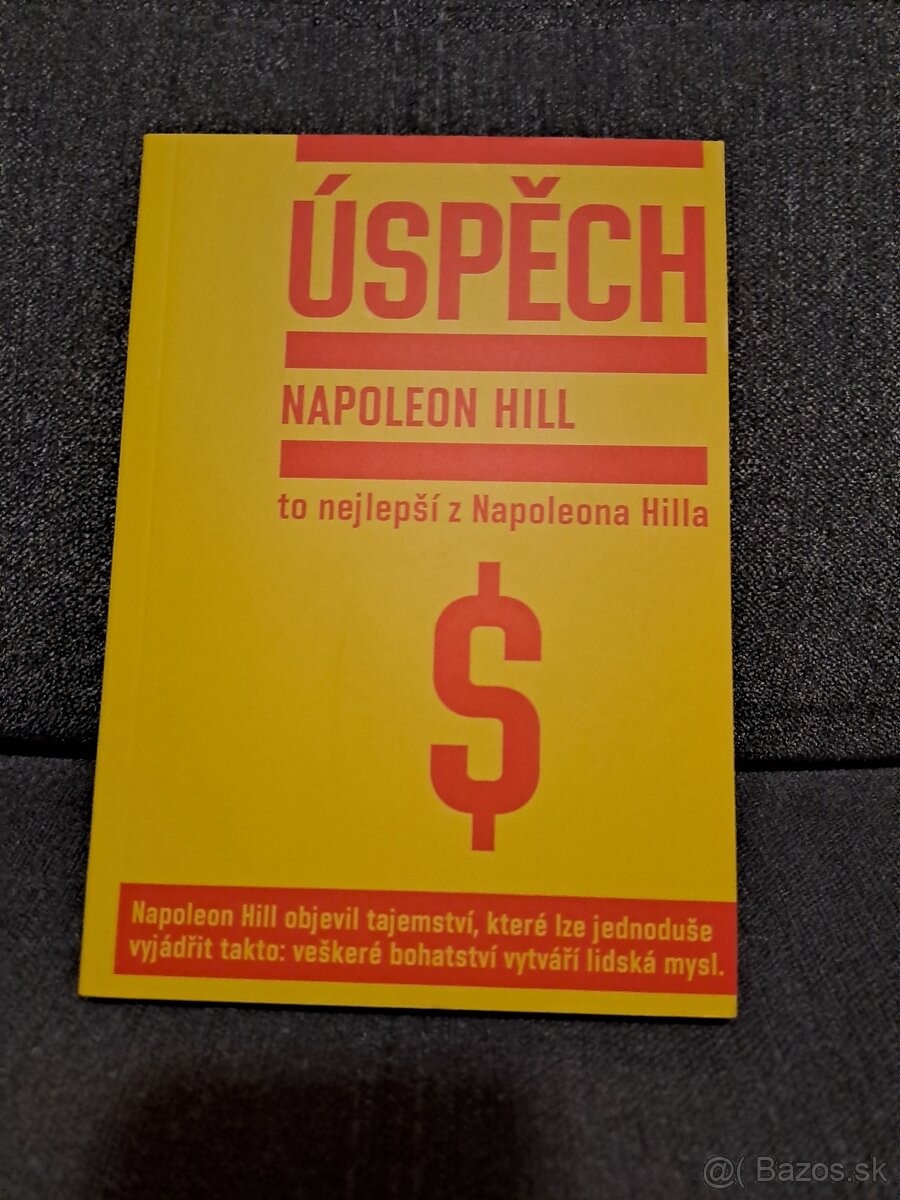 ÚSPĚCH
NAPOLEON HILL
to nejlepší z Napoleona Hilla
$
Napoleon Hill objevil tajemství, které lze jednoduše
vyjádřit takto: veškeré bohatství vytváří lidská mysl.
@( Bazos.sk